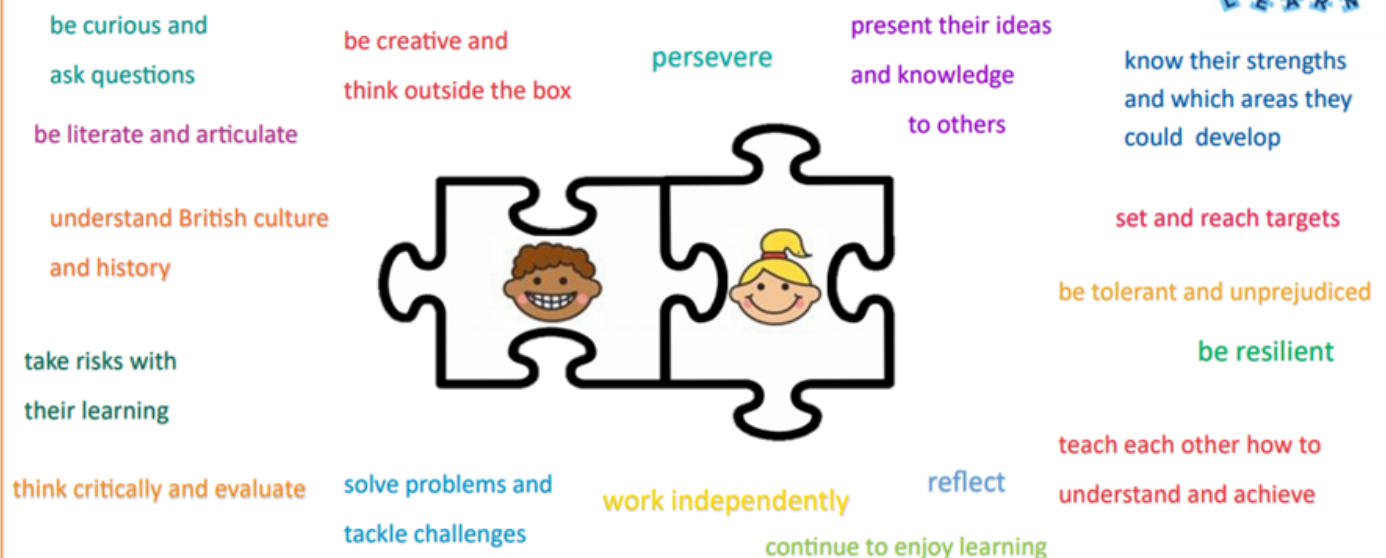 LEARN
be curious and
ask questions
be creative and
think outside the box
persevere
present their ideas
and knowledge
to others
know their strengths
and which areas they
could develop
be literate and articulate
understand British culture
and history
set and reach targets
be tolerant and unprejudiced
be resilient
take risks with
their learning
teach each other how to
understand and achieve
think critically and evaluate
solve problems and
tackle challenges
work independently
reflect
continue to enjoy learning